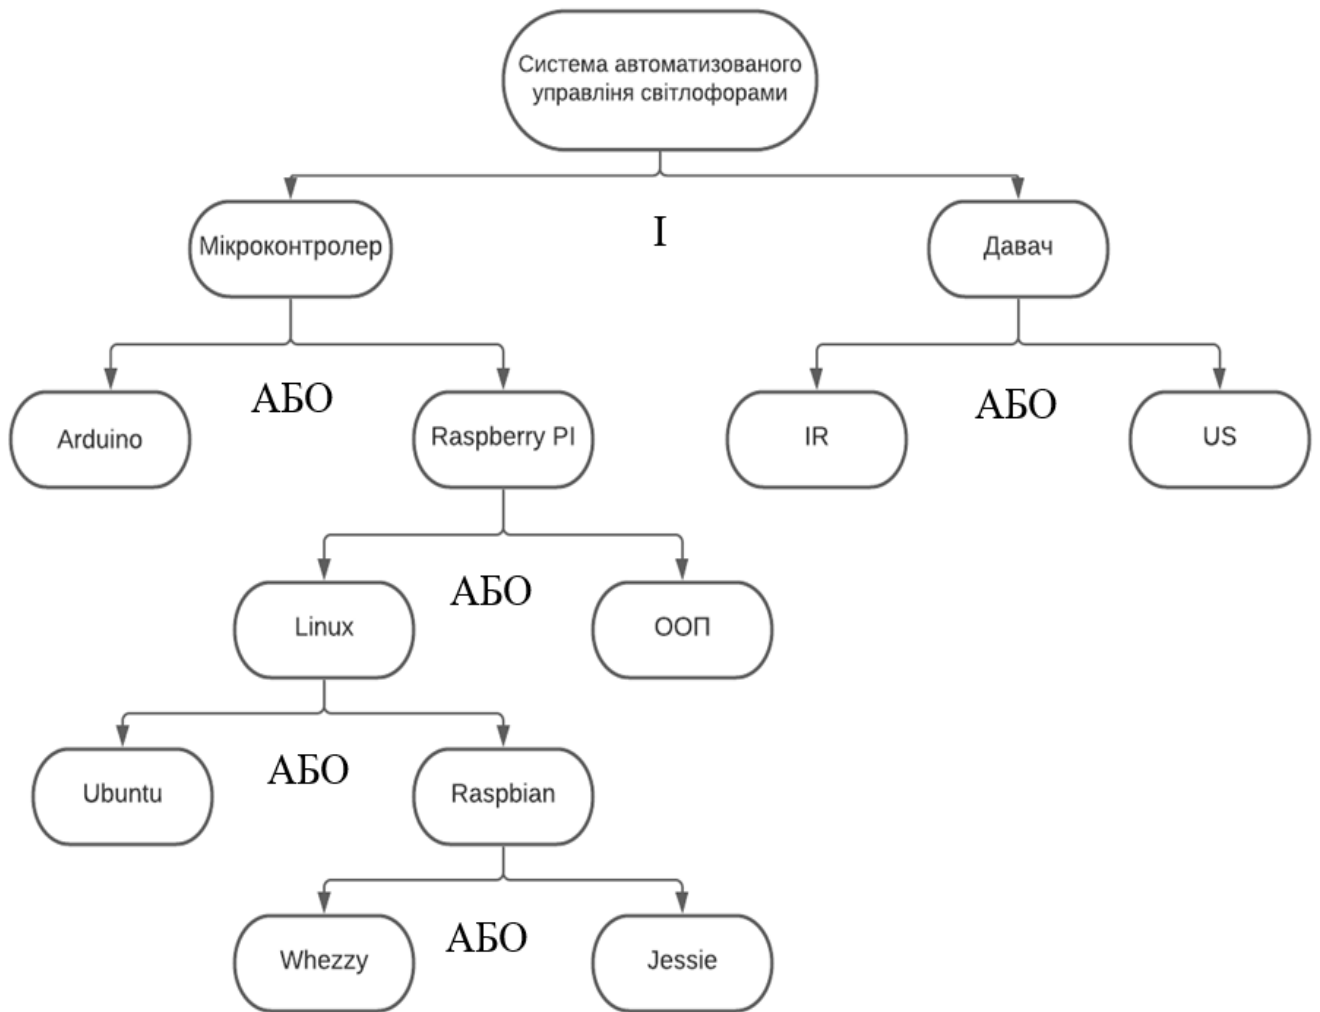 Система автоматизованого
управліня світлофорами
Мікроконтролер
І
Давач
Arduino
АБО
Raspberry PI
IR
АБО
US
Linux
АБО
ООП
Ubuntu
АБО
Raspbian
Whezzy
АБО
Jessie